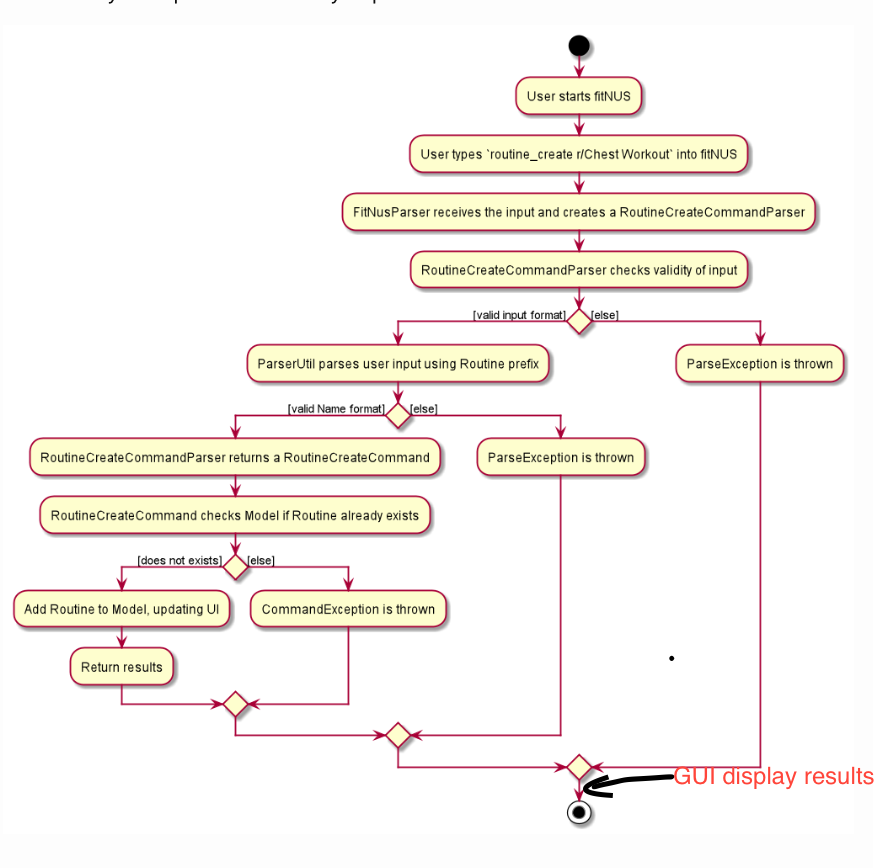 User starts fitNUS
User types `routine_create r/Chest Workout` into fitNUS
FitNusParser receives the input and creates a RoutineCreateCommandParser
RoutineCreateCommandParser checks validity of input
[valid input format]
[else]
ParserUtil parses user input using Routine prefix
ParseException is thrown
[valid Name format]
[else]
RoutineCreateCommandParser returns a RoutineCreateCommand
ParseException is thrown
RoutineCreateCommand checks Model if Routine already exists
[does not exists]
[else]
Add Routine to Model, updating UI
CommandException is thrown
Return results
GUI display results